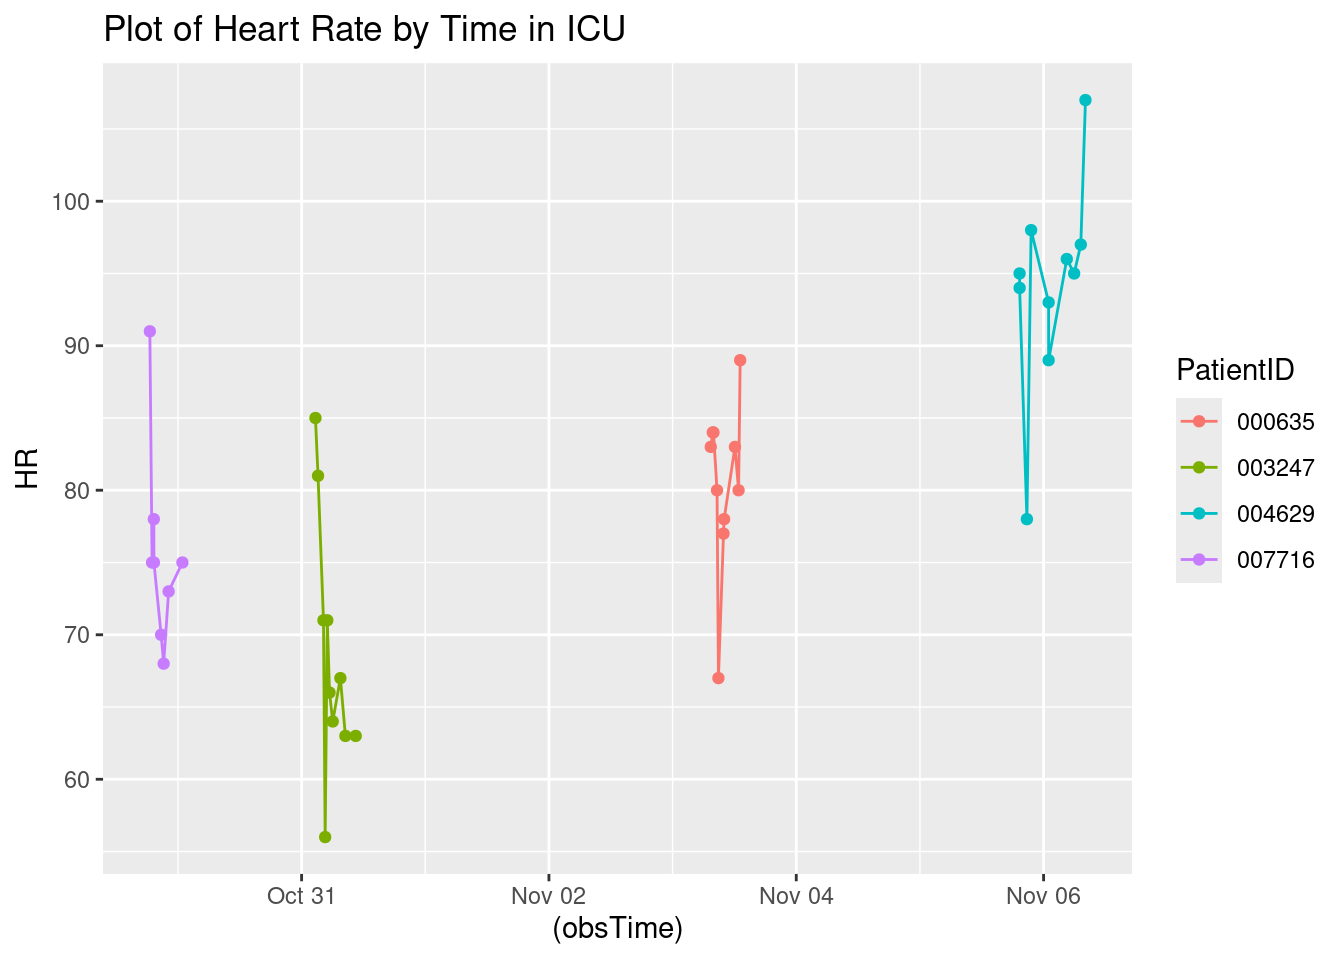 Plot of Heart Rate by Time in ICU
HR
100
90
80
70
60
Oct 31
Nov 02
Nov 04
Nov 06
(obsTime)
PatientID
000635
003247
004629
007716